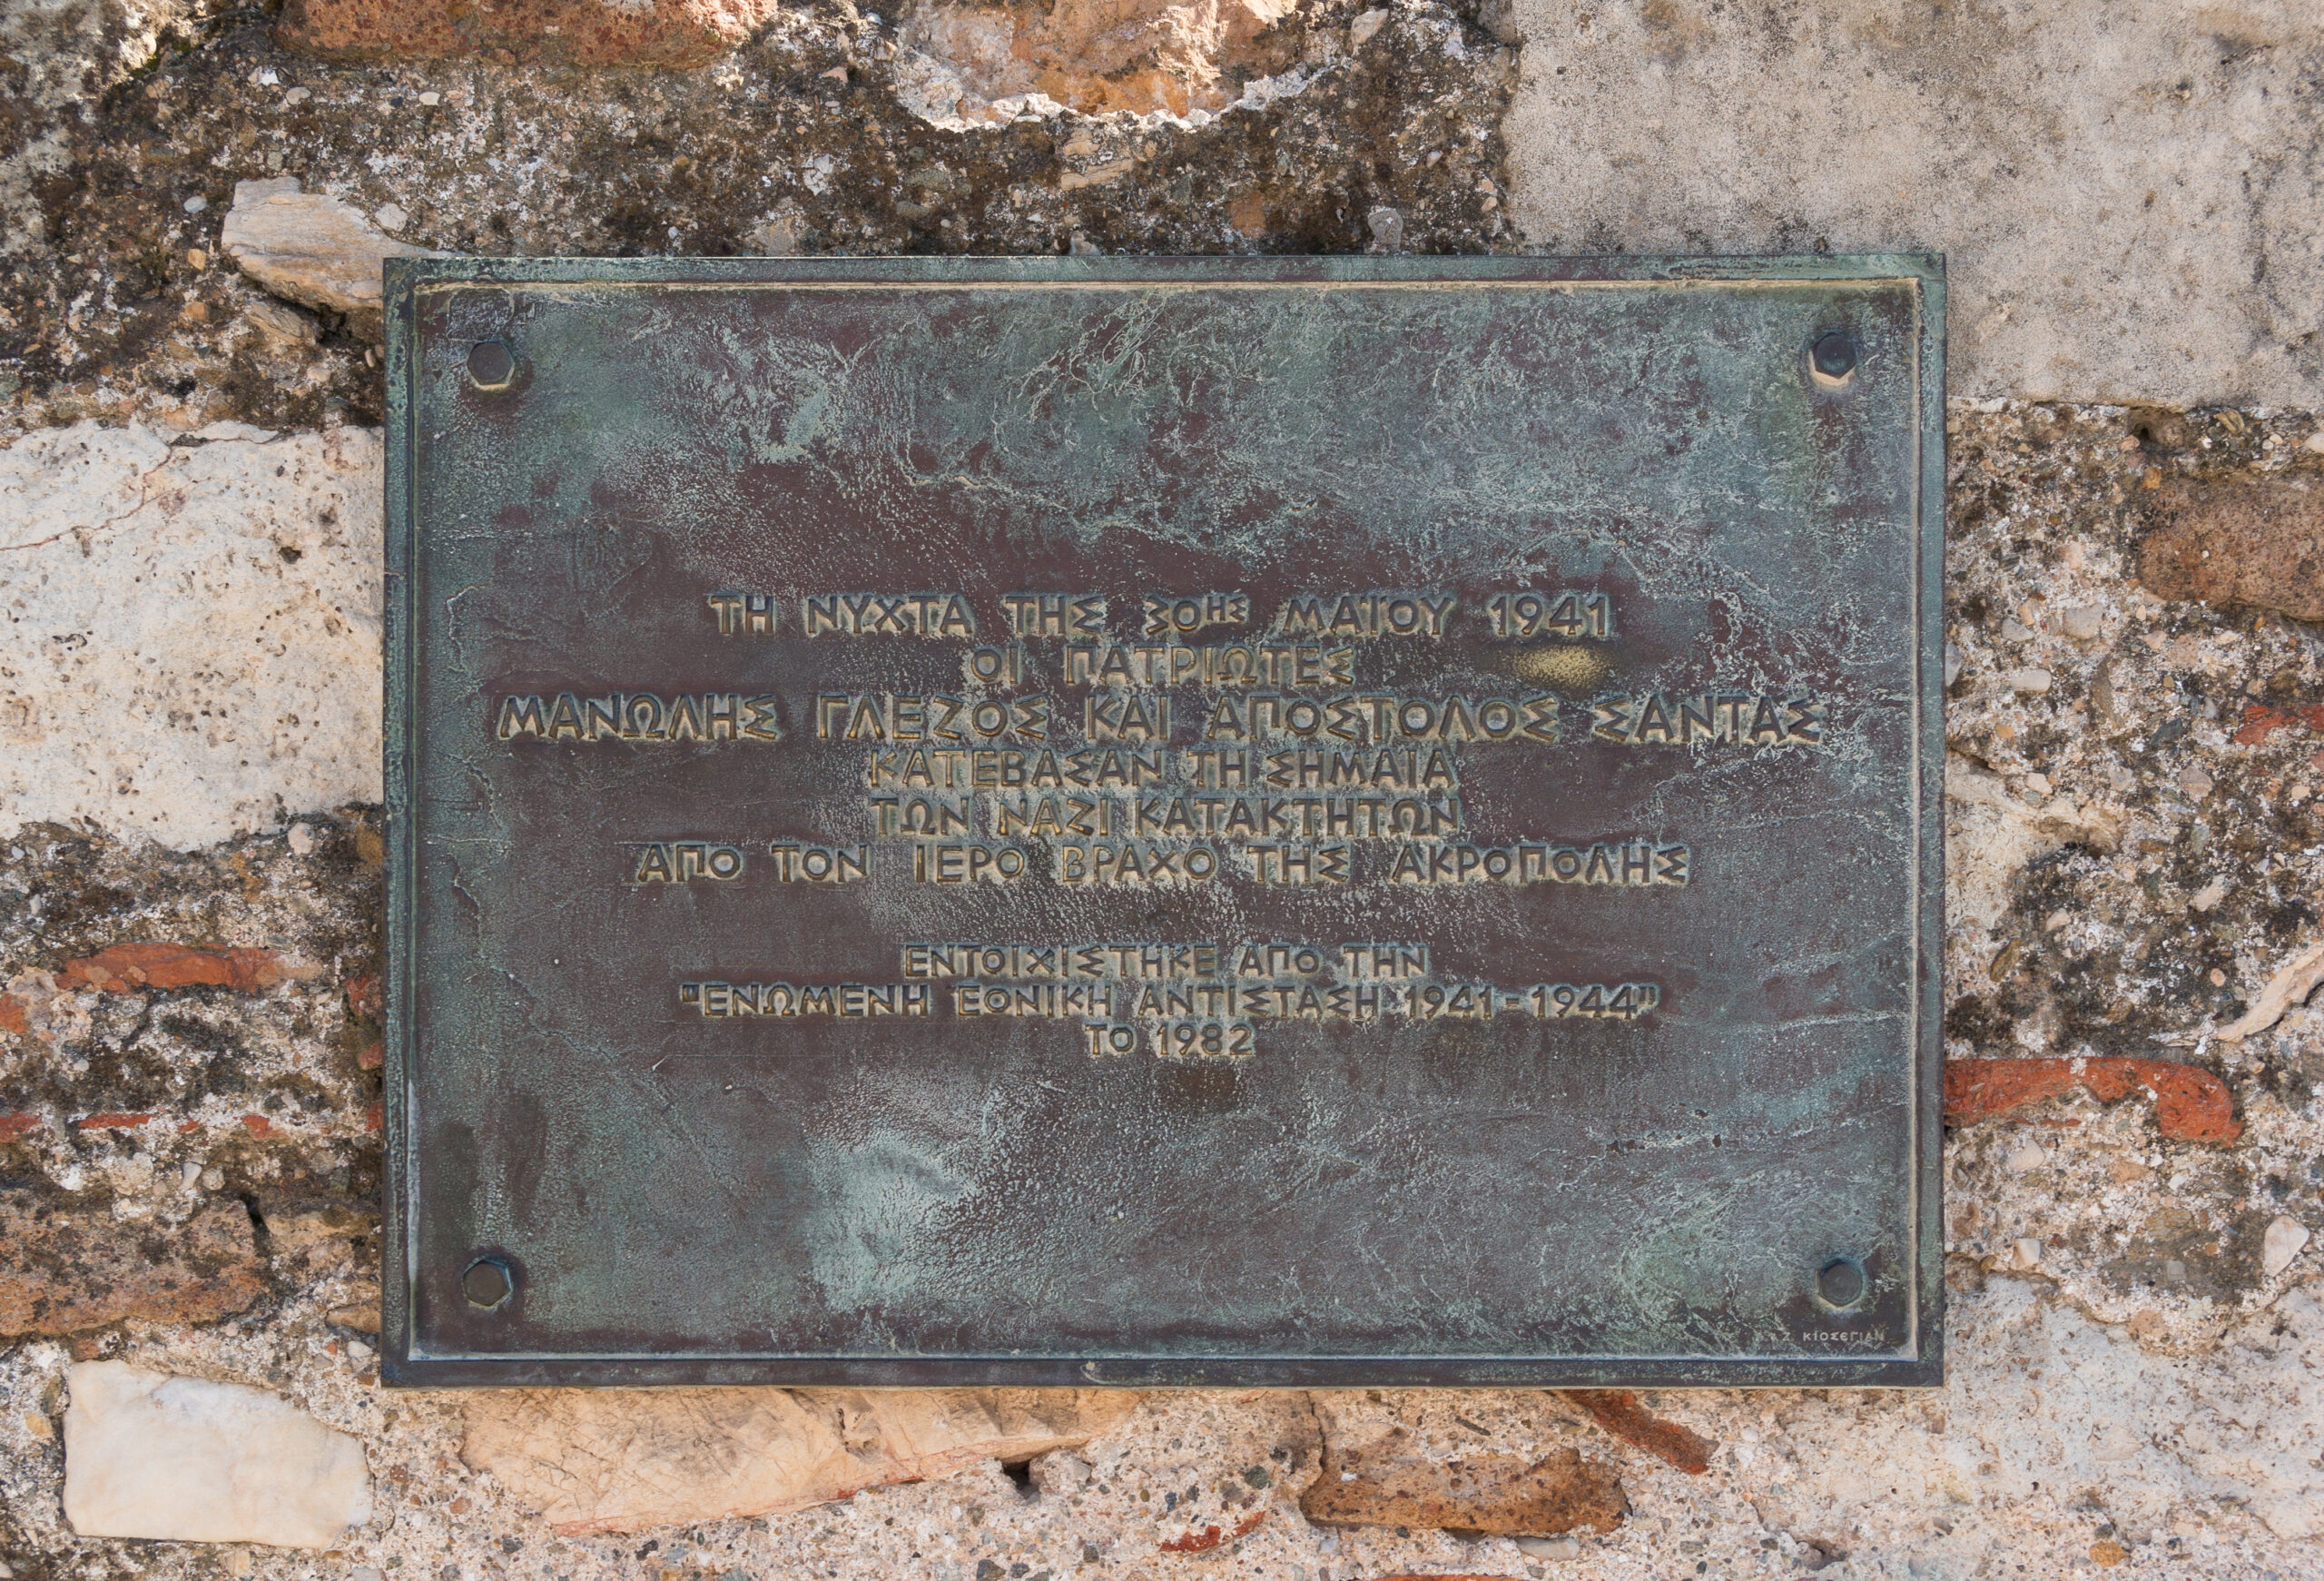 ΤΗ ΝΥΧΤΑ ΤΗΣ 30ΗΣ ΜΑΪΟΥ 1941
ΟΙ ΠΑΤΡΙΩΤΕΣ
ΜΑΝΩΛΗΣ ΓΛΕΖΟΣ ΚΑΙ ΑΠΟΣΤΟΛΟΣ ΣΑΝΤΑΣ
ΚΑΤΕΒΑΣΑΝ ΤΗ ΣΗΜΑΙΑ
ΤΩΝ ΝΑΖΙ ΚΑΤΑΚΤΗΤΩΝ
ΑΠΟ ΤΟΝ ΙΕΡΟ ΒΡΑΧΟ ΤΗΣ ΑΚΡΟΠΟΛΗΣ
ΕΝΤΟΙΧΙΣΤΗΚΕ ΑΠΟ ΤΗΝ
"ΕΝΩΜΕΝΗ ΕΘΝΙΚΗ ΑΝΤΙΣΤΑΣΗ 1941-1944"
ΤΟ 1982
Ζ. ΚΙΟΣΕΓΙΑΝ